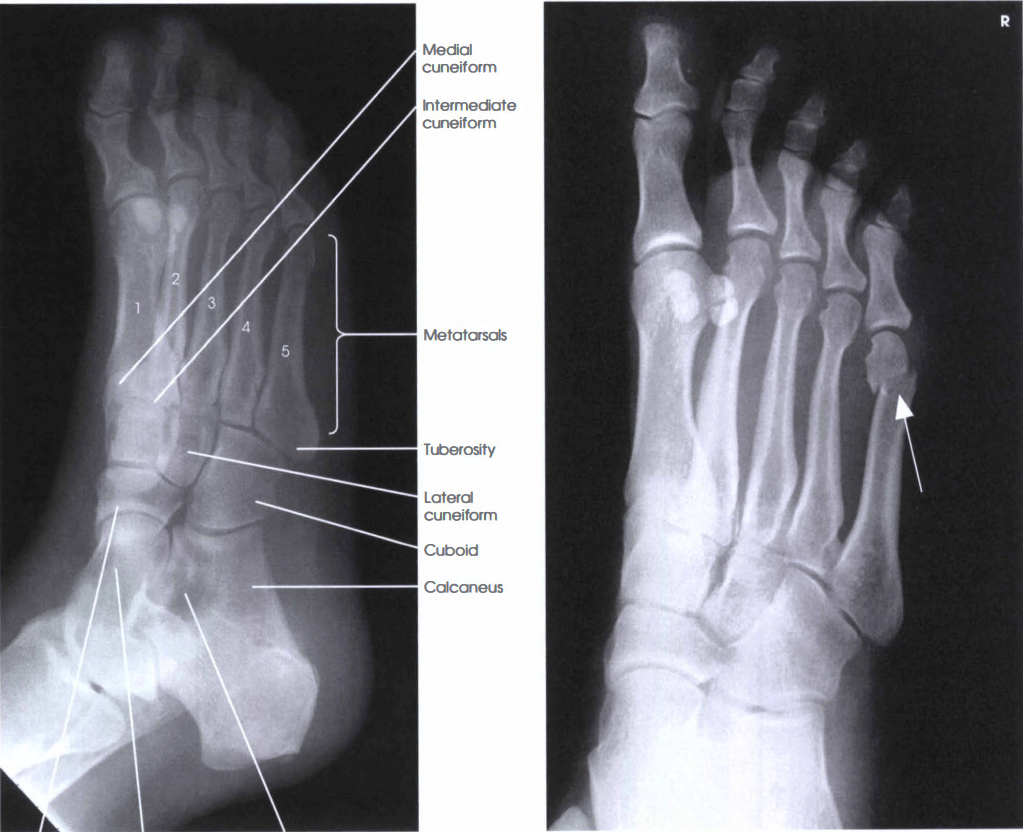 Medial
cuneiform
Intermediate
cuneiform
Metatarsals
Tuberosity
Lateral
cuneiform
Cuboid
Calcaneus
1
2
3
4
5
R